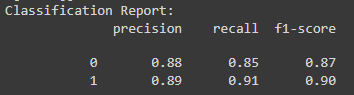 Classification Report:
precision recall f1-score
0 0.88 0.85 0.87
1 0.89 0.91 0.90